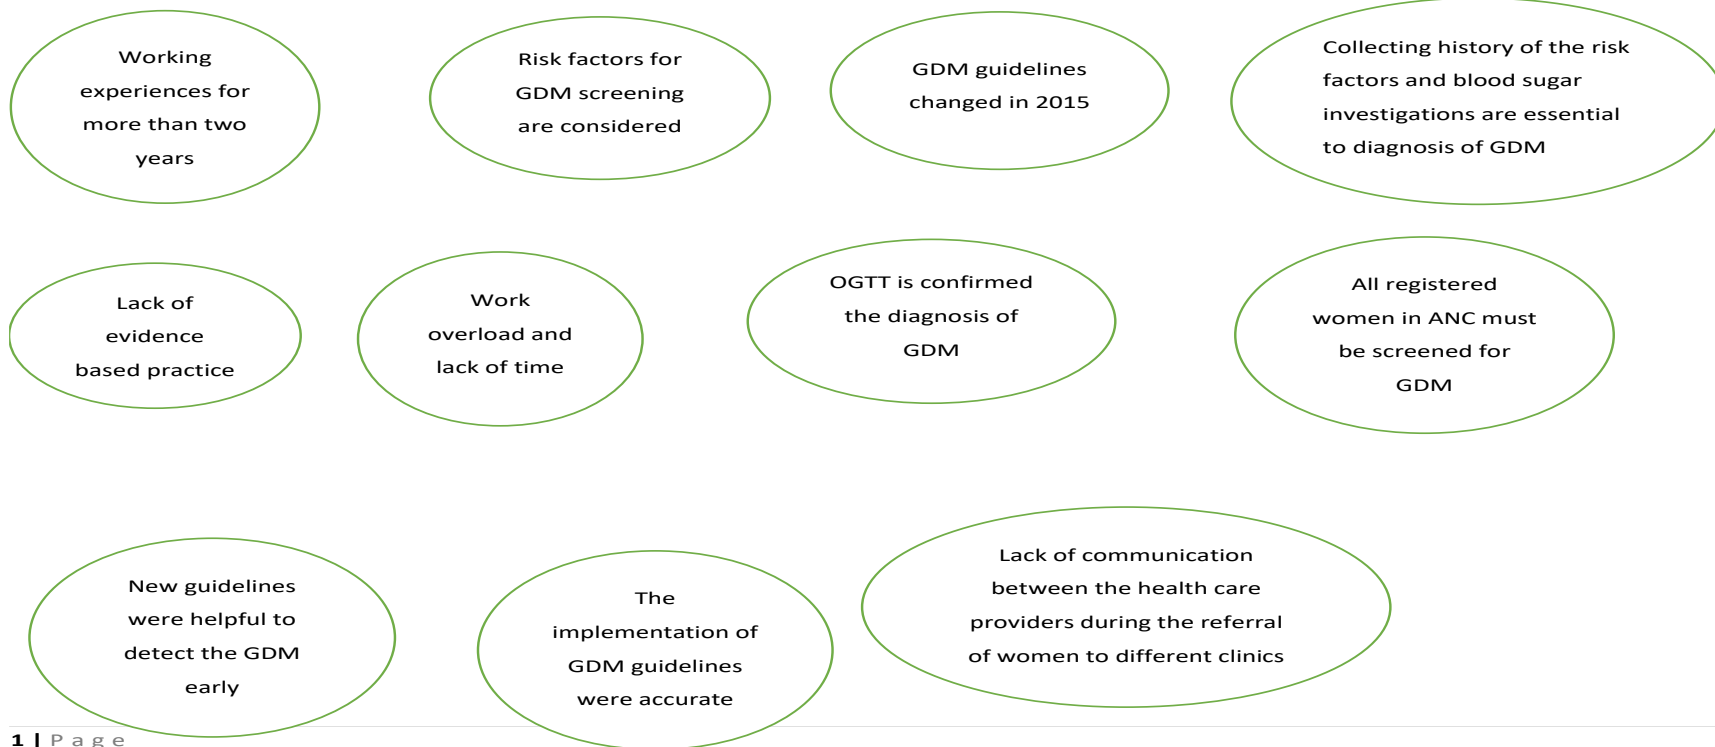 Working
experiences for
more than two
years
Risk factors for
GDM screening
are considered
GDM guidelines
changed in 2015
Collecting history of the risk
factors and blood sugar
investigations are essential
to diagnosis of GDM
Lack of
evidence
based practice
Work
overload and
lack of time
OGTT is confirmed
the diagnosis of
GDM
All registered
women in ANC must
be screened for
GDM
New guidelines
were helpful to
detect the GDM
early
The
implementation of
GDM guidelines
were accurate
Lack of communication
between the health care
providers during the referral
of women to different clinics
1 | Page